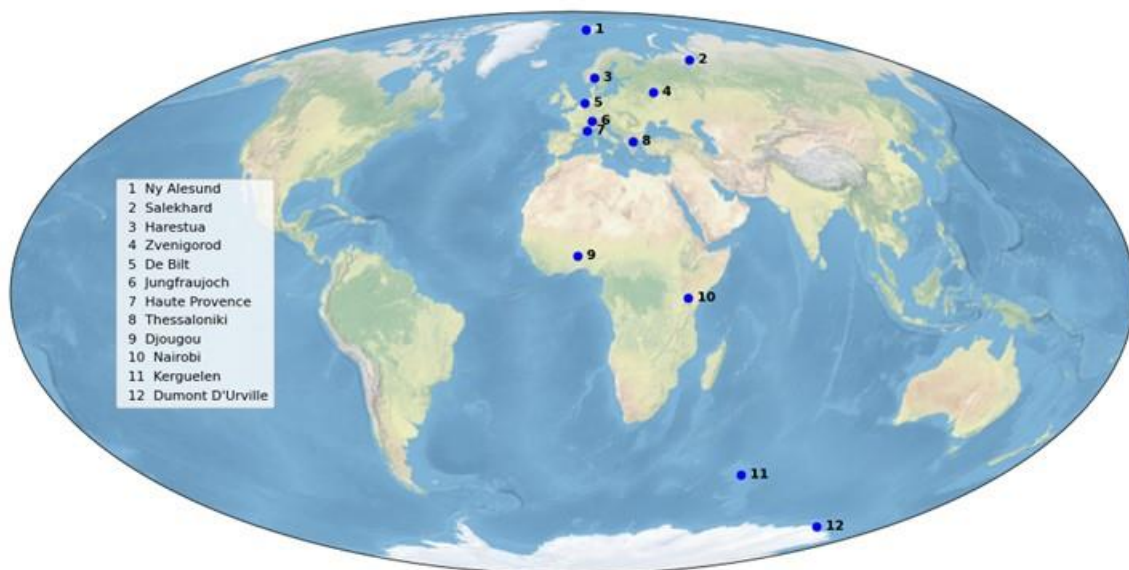 1
2
3
4
5
6
7
8
1 Ny Alesund
2 Salekhard
3 Harestua
4 Zvenigorod
5 De Bilt
6 Jungfraujoch
7 Haute Provence
8 Thessaloniki
9 Djougou
10 Nairobi
11 Kerguelen
12 Dumont D'Urville
9
10
11
12